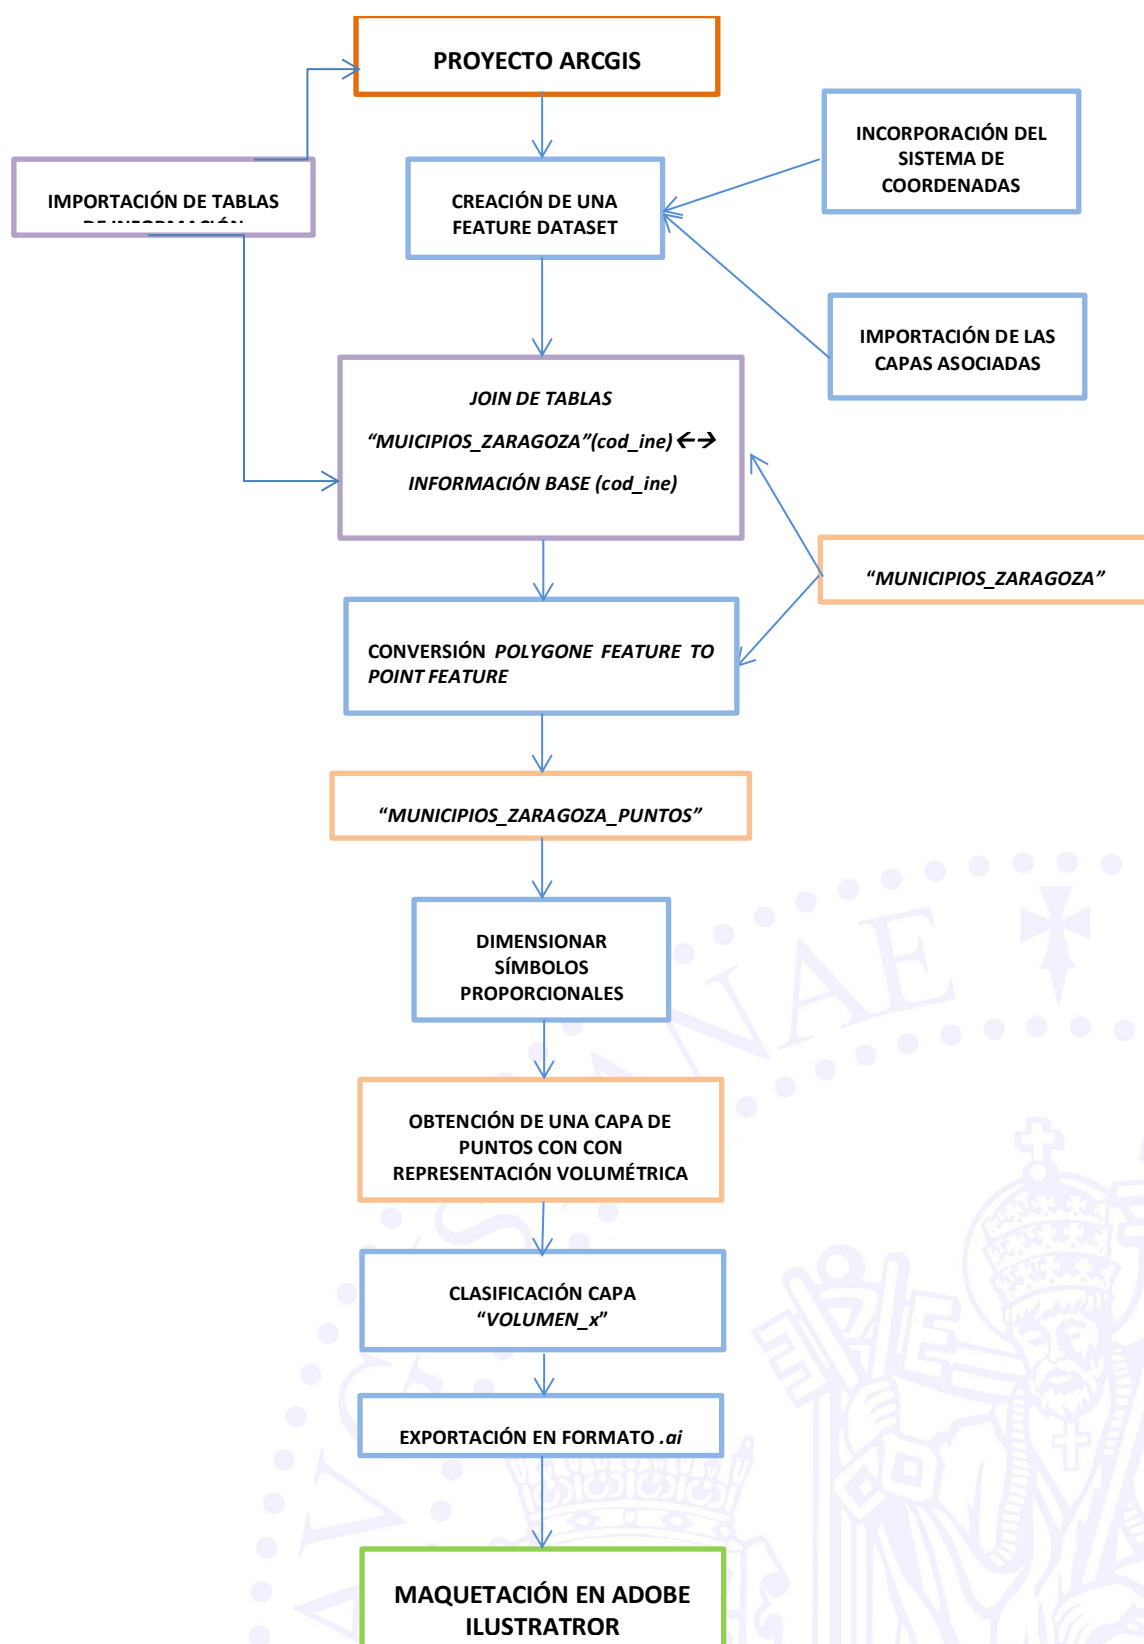 PROYECTO ARCGIS
INCORPORACIÓN DEL
SISTEMA DE
COORDENADAS
IMPORTACIÓN DE TABLAS
DE INFORMACIÓN
CREACIÓN DE UNA
FEATURE DATASET
IMPORTACIÓN DE LAS
CAPAS ASOCIADAS
JOIN DE TABLAS
“MUICIPIOS_ZARAGOZA”(cod_ine) ←→
INFORMACIÓN BASE (cod_ine)
“MUNICIPIOS_ZARAGOZA”
CONVERSIÓN POLYGONE FEATURE TO
POINT FEATURE
“MUNICIPIOS_ZARAGOZA_PUNTOS”
DIMENSIONAR
SÍMBOLOS
PROPORCIONALES
OBTENCIÓN DE UNA CAPA DE
PUNTOS CON CON
REPRESENTACIÓN VOLUMÉTRICA
CLASIFICACIÓN CAPA
“VOLUMEN_x”
EXPORTACIÓN EN FORMATO .ai
MAQUETACIÓN EN ADOBE
ILUSTRATROR